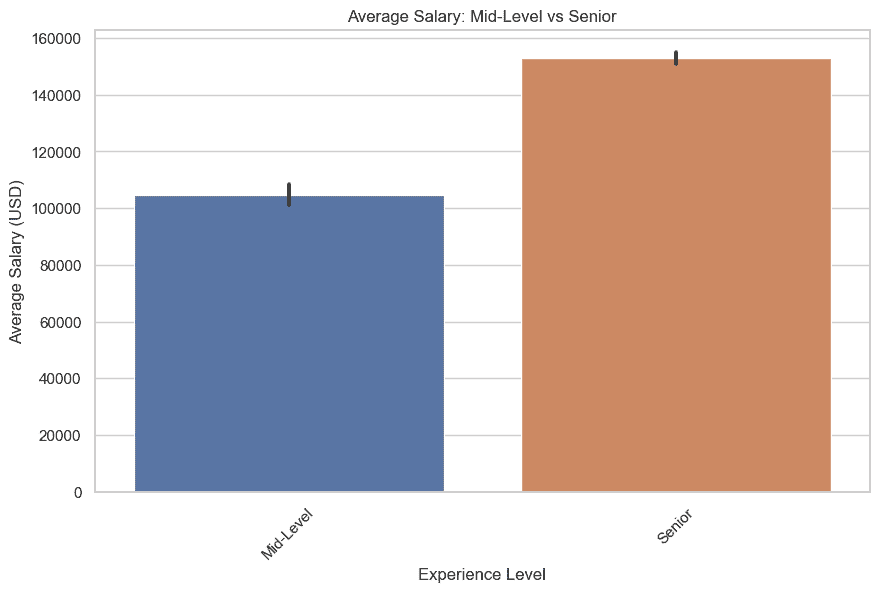 Average Salary: Mid-Level vs Senior
Average Salary (USD)
160000
140000
120000
100000
80000
60000
40000
20000
0
Mid-Level
Senior
Experience Level